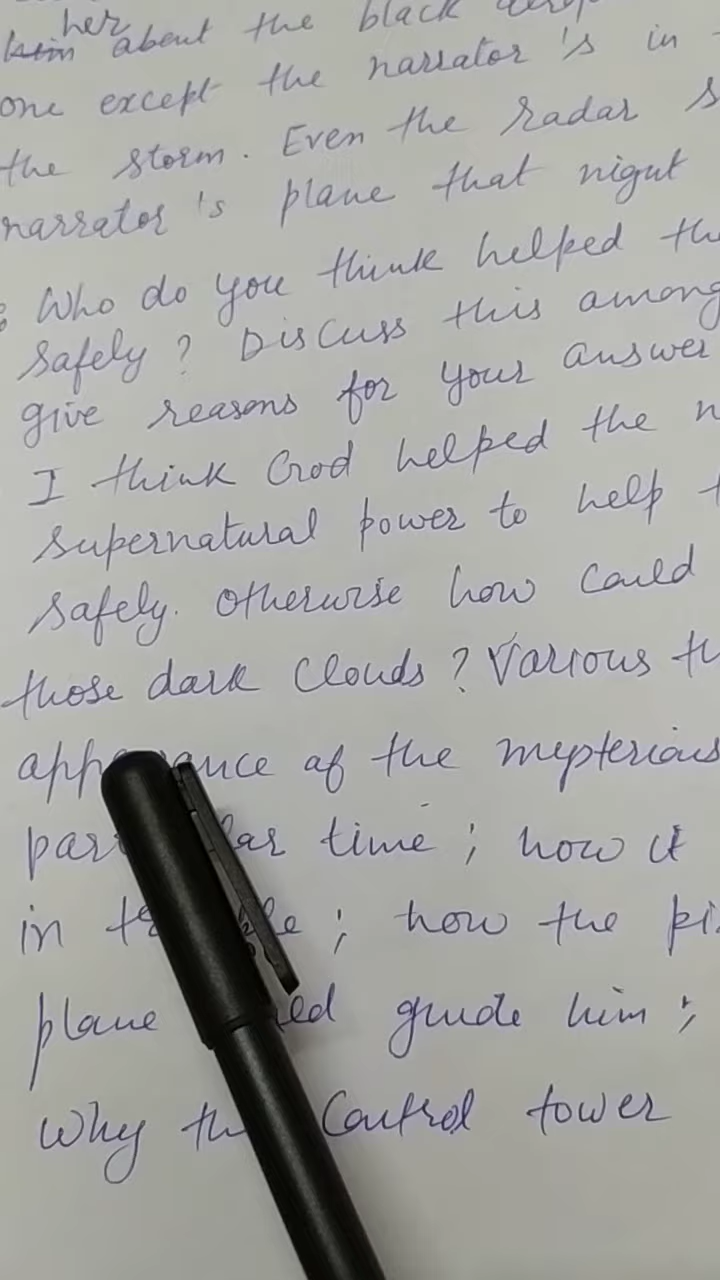 her
him about the black
one except the narrator's in
the storm. Even the radar s
narrator's plane that night
Who do you think helped the
safely? Discuss this among
give reasons for your answer
I think God helped the n
supernatural power to help t
safely. Otherwise how could
those dark clouds? Various th
of the mysterious
time; how it
in; how the pi
plane guide him;
Why th Control tower